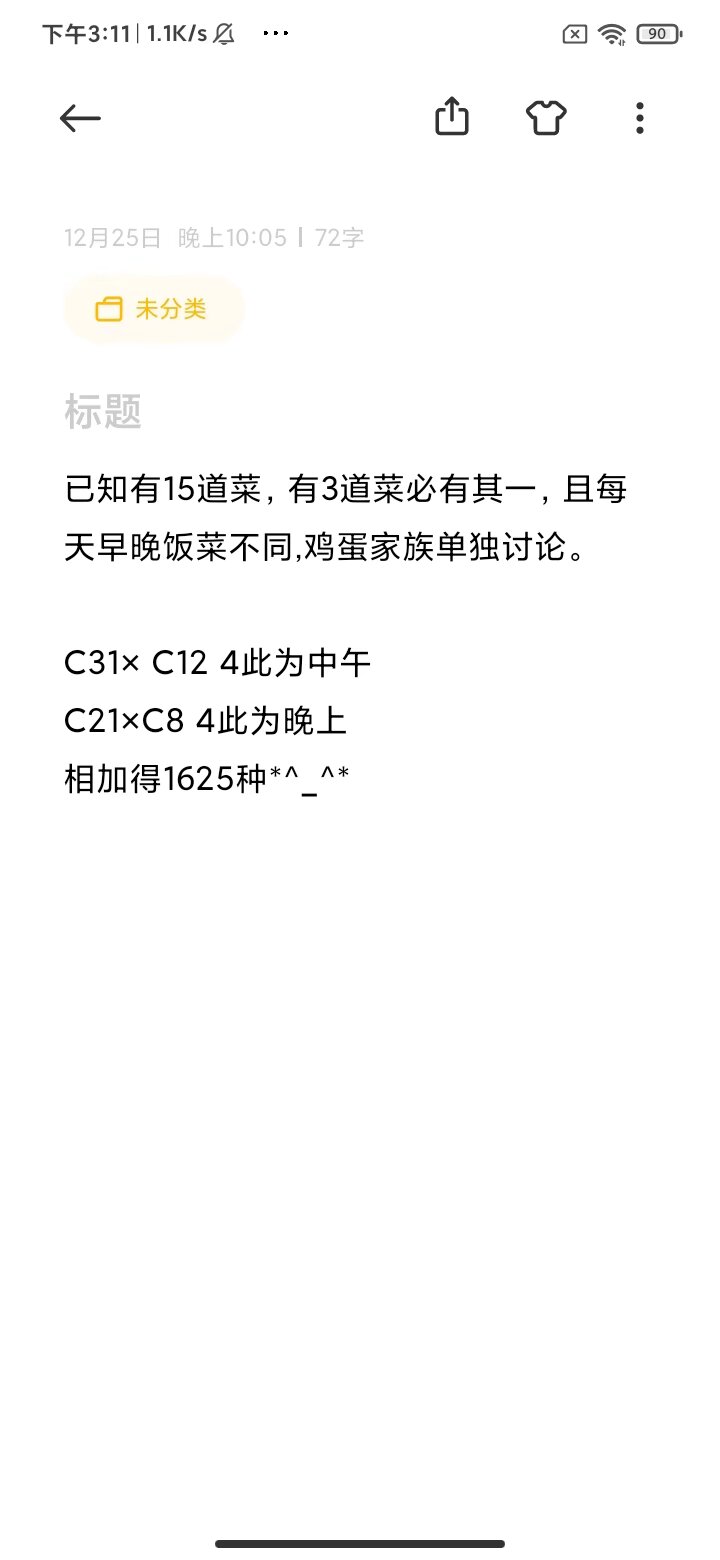 下午3:11 1.1K/s ...
90
12月25日 晚上10:05 | 72字
未分类
标题
已知有15道菜, 有3道菜必有其一, 且每
天早晚饭菜不同,鸡蛋家族单独讨论。
C31× C12 4此为中午
C21×C8 4此为晚上
相加得1625种*^_^*